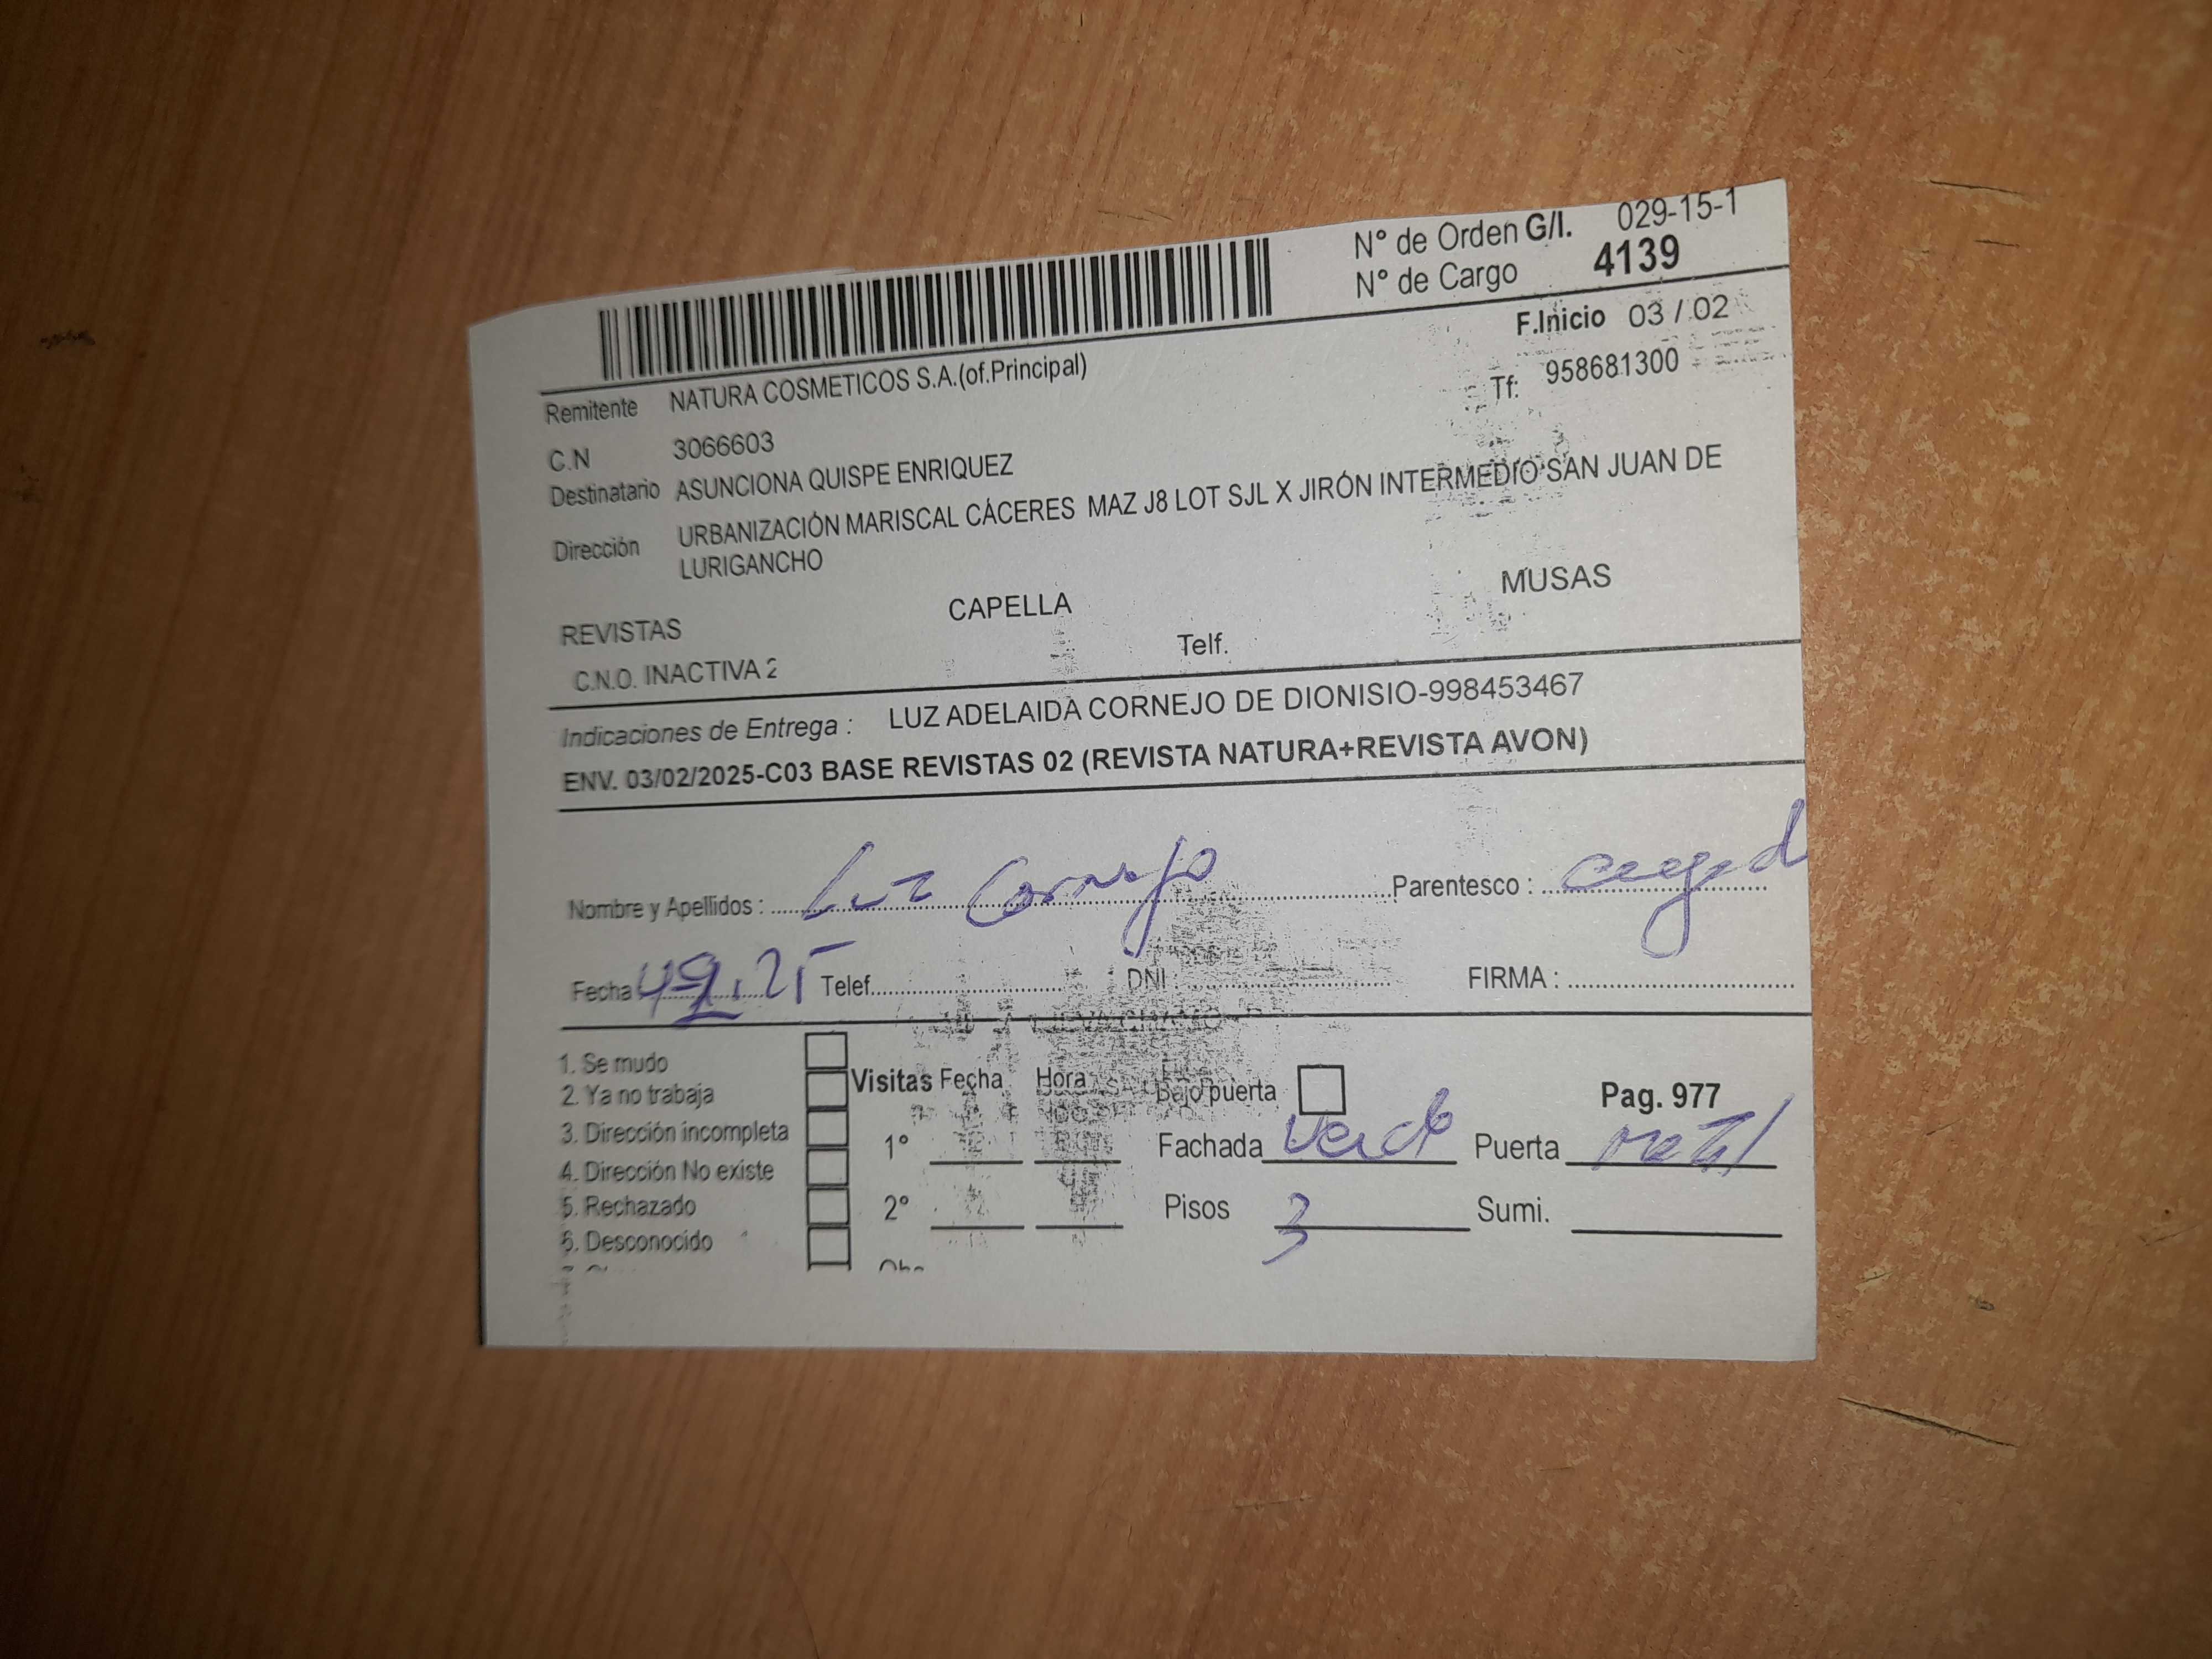 N° de Orden G/I. 029-15-1
N° de Cargo 4139
F.Inicio 03 / 02
Remitente NATURA COSMETICOS S.A.(of.Principal) Tf: 958681300
C.N 3066603
Destinatario ASUNCIONA QUISPE ENRIQUEZ
Dirección URBANIZACIÓN MARISCAL CÁCERES MAZ J8 LOT SJL X JIRÓN INTERMEDIO SAN JUAN DE
LURIGANCHO
REVISTAS CAPELLA MUSAS
C.N.O. INACTIVA 2 Telf.
Indicaciones de Entrega : LUZ ADELAIDA CORNEJO DE DIONISIO-998453467
ENV. 03/02/2025-C03 BASE REVISTAS 02 (REVISTA NATURA+REVISTA AVON)
Nombre y Apellidos : Luz Cornejo Parentesco :
Fecha Telef. DNI : FIRMA :
1. Se mudo
2. Ya no trabaja Visitas Fecha Hora Bajo puerta Pag. 977
3. Dirección incompleta 1° Fachada Verde Puerta metal
4. Dirección No existe
5. Rechazado 2° Pisos 3 Sumi.
6. Desconocido